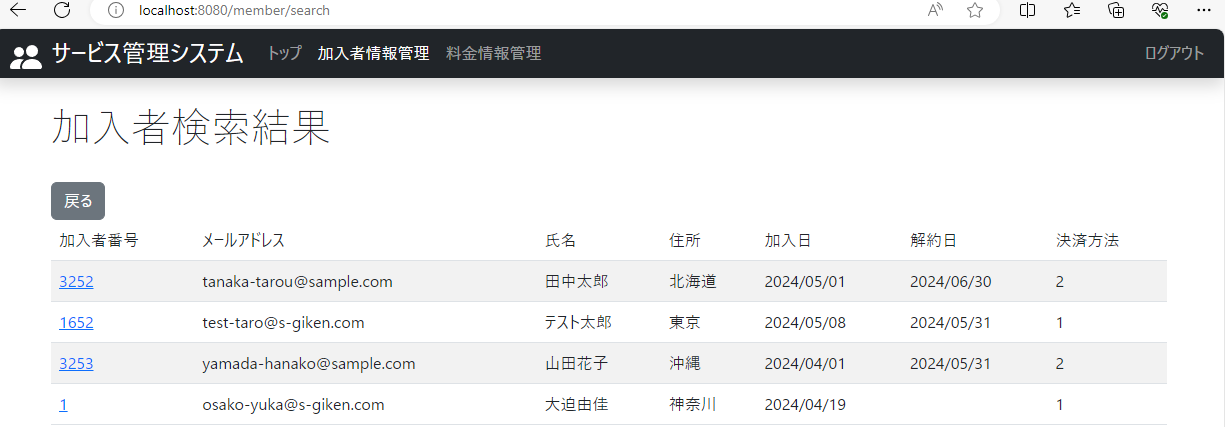 localhost:8080/member/search
サービス管理システム トップ 加入者情報管理 料金情報管理 ログアウト
加入者検索結果
戻る
加入者番号 メールアドレス 氏名 住所 加入日 解約日 決済方法
3252 tanaka-tarou@sample.com 田中太郎 北海道 2024/05/01 2024/06/30 2
1652 test-taro@s-giken.com テスト太郎 東京 2024/05/08 2024/05/31 1
3253 yamada-hanako@sample.com 山田花子 沖縄 2024/04/01 2024/05/31 2
1 osako-yuka@s-giken.com 大迫由佳 神奈川 2024/04/19 1